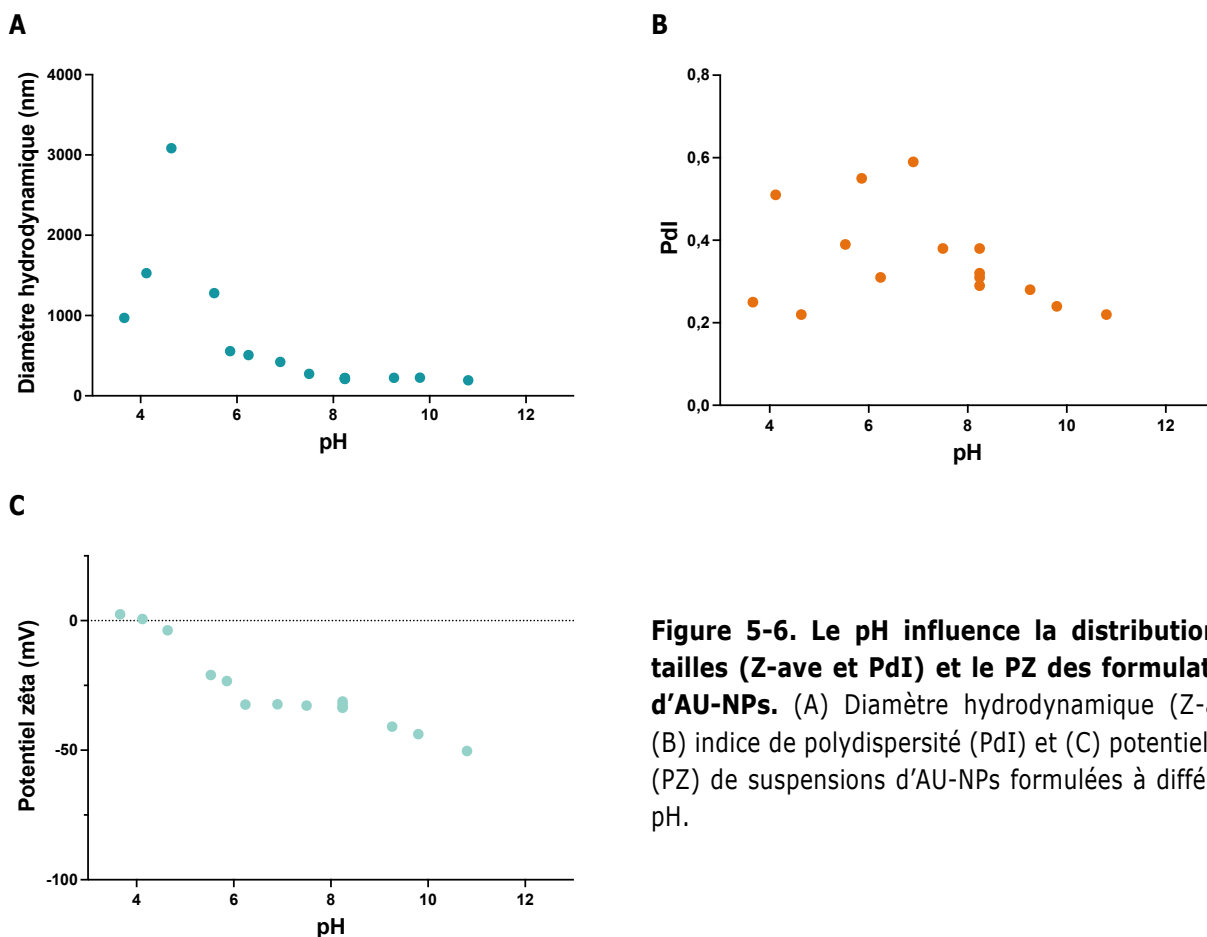 A
Diamètre hydrodynamique (nm)
4000
3000
2000
1000
0
4 6 8 10 12
pH
B
PdI
0,8
0,6
0,4
0,2
0,0
4 6 8 10 12
pH
C
Potentiel zêta (mV)
0
-50
-100
4 6 8 10 12
pH
Figure 5-6. Le pH influence la distribution
tailles (Z-ave et PdI) et le PZ des formulat
d'AU-NPs. (A) Diamètre hydrodynamique (Z-a
(B) indice de polydispersité (PdI) et (C) potentiel
(PZ) de suspensions d'AU-NPs formulées à diffé
pH.